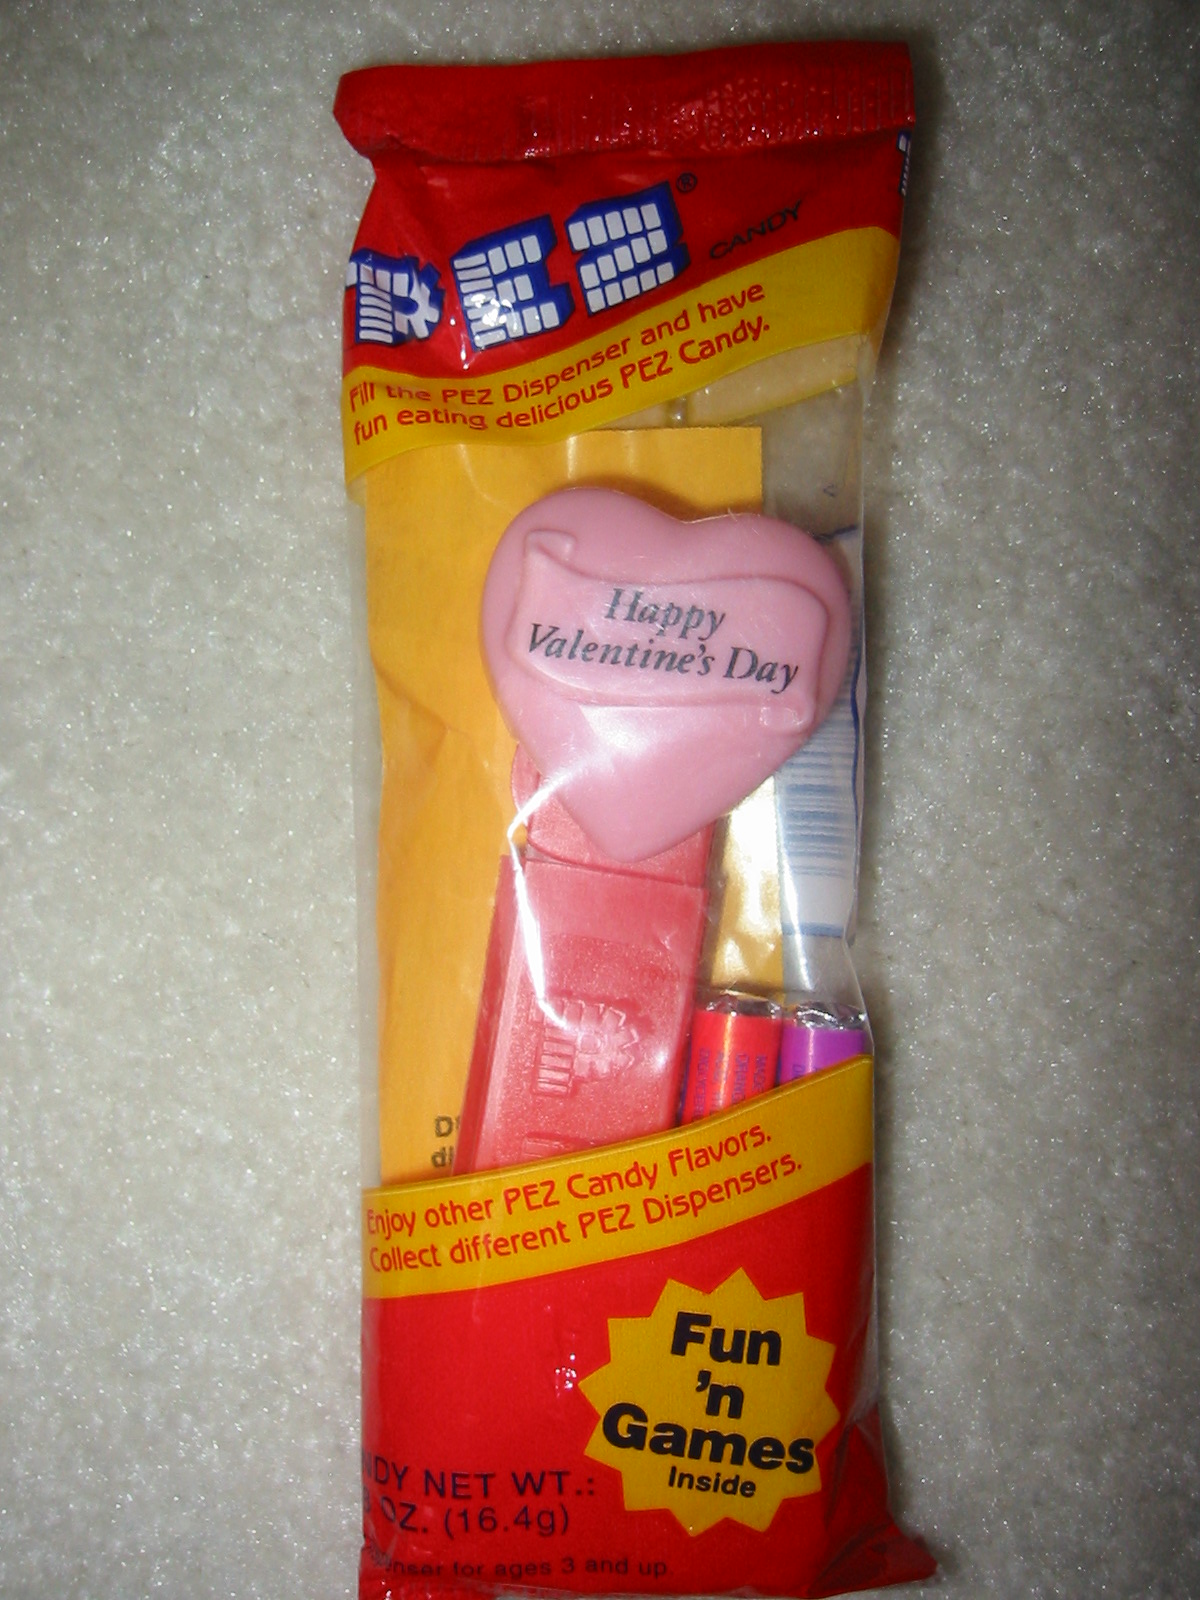 PEZ® CANDY
Fill the PEZ Dispenser and have
fun eating delicious PEZ Candy.
Happy
Valentine's Day
Enjoy other PEZ Candy Flavors.
Collect different PEZ Dispensers.
Fun
'n
Games
Inside
NDY NET WT.:
OZ. (16.4g)
for ages 3 and up